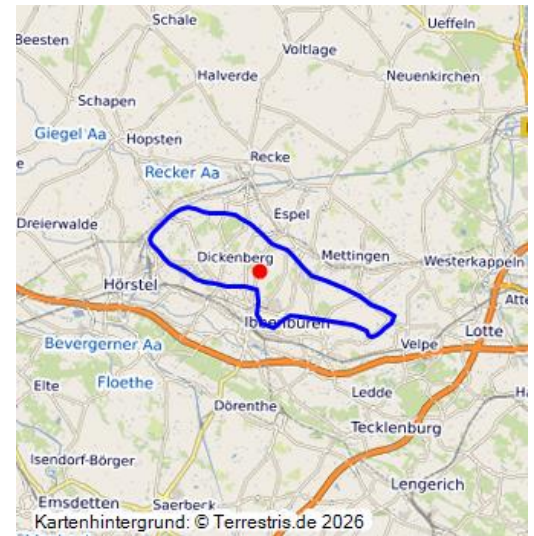 Schale
Ueffeln
Beesten
Voltlage
Halverde
Neuenkirchen
Schapen
Giegel Aa
Hopsten
Recke
Recker Aa
Espel
Dreierwalde
Dickenberg
Mettingen
Westerkappeln
Hörstel
Atte
Ibbenbüren
Lotte
Bevergerner Aa
Velpe
Elte
Floethe
Ledde
Ha
Dörenthe
Tecklenburg
Isendorf-Börger
Lengerich
Emsdetten
Saerbeck
Kartenhintergrund: © Terrestris.de 2026